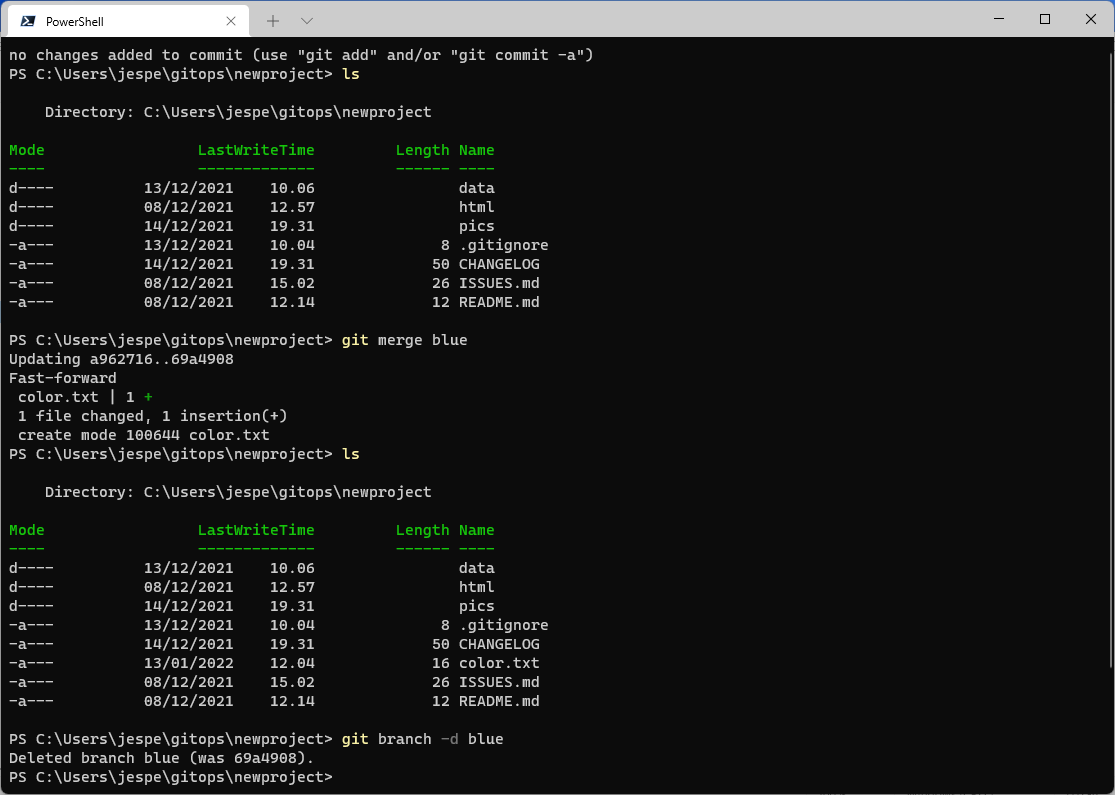 PowerShell
no changes added to commit (use "git add" and/or "git commit -a")
PS C:\Users\jespe\gitops\newproject> ls
    Directory: C:\Users\jespe\gitops\newproject
Mode                 LastWriteTime         Length Name
----                 -------------         ------ ----
d----          13/12/2021    10.06                data
d----          08/12/2021    12.57                html
d----          14/12/2021    19.31                pics
-a---          13/12/2021    10.04              8 .gitignore
-a---          14/12/2021    19.31             50 CHANGELOG
-a---          08/12/2021    15.02             26 ISSUES.md
-a---          08/12/2021    12.14             12 README.md
PS C:\Users\jespe\gitops\newproject> git merge blue
Updating a962716..69a4908
Fast-forward
 color.txt | 1 +
 1 file changed, 1 insertion(+)
 create mode 100644 color.txt
PS C:\Users\jespe\gitops\newproject> ls
    Directory: C:\Users\jespe\gitops\newproject
Mode                 LastWriteTime         Length Name
----                 -------------         ------ ----
d----          13/12/2021    10.06                data
d----          08/12/2021    12.57                html
d----          14/12/2021    19.31                pics
-a---          13/12/2021    10.04              8 .gitignore
-a---          14/12/2021    19.31             50 CHANGELOG
-a---          13/01/2022    12.04             16 color.txt
-a---          08/12/2021    15.02             26 ISSUES.md
-a---          08/12/2021    12.14             12 README.md
PS C:\Users\jespe\gitops\newproject> git branch -d blue
Deleted branch blue (was 69a4908).
PS C:\Users\jespe\gitops\newproject>